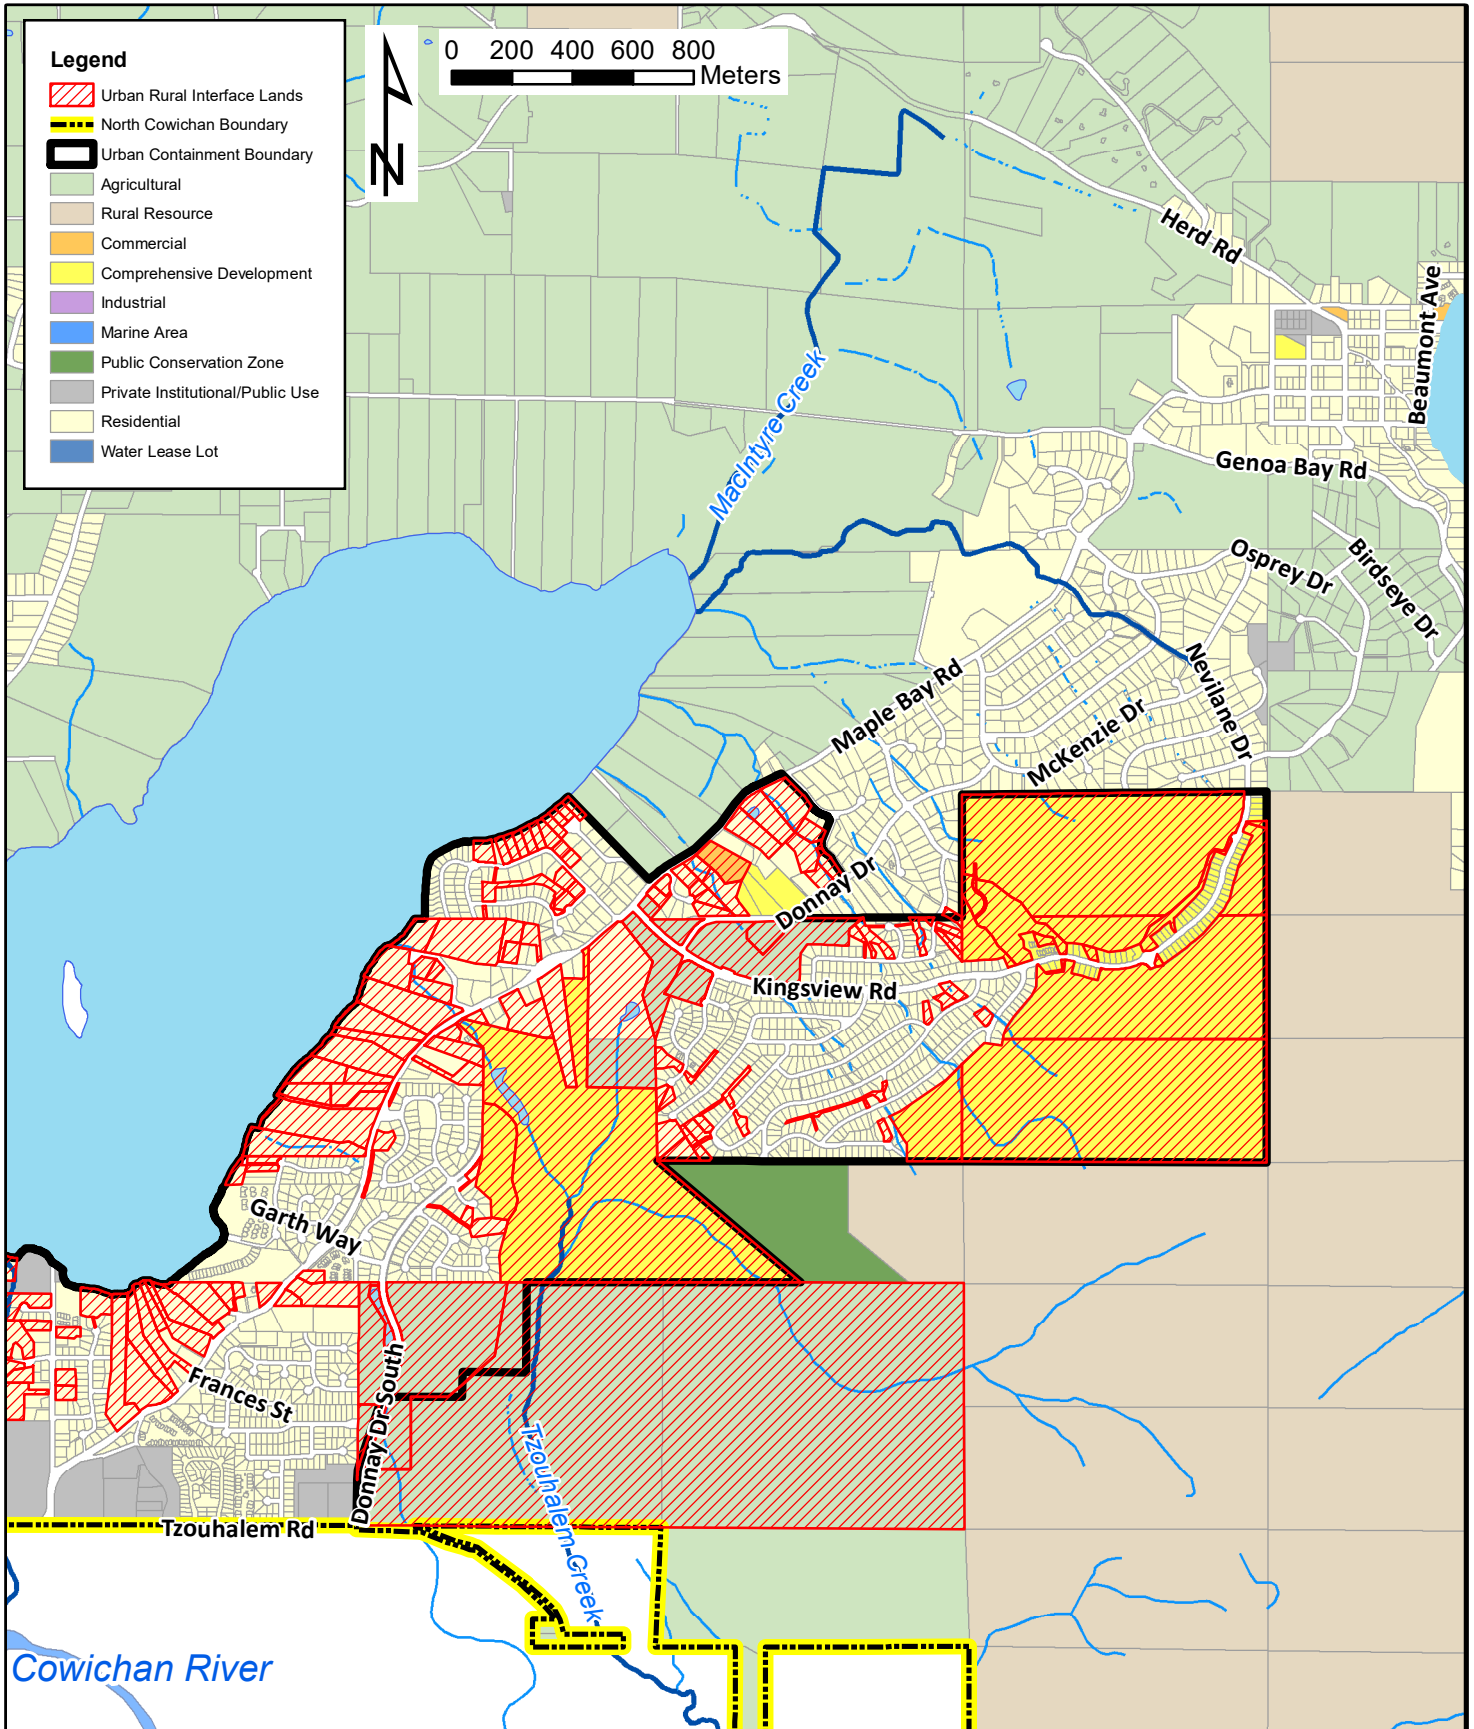 Legend
Urban Rural Interface Lands
North Cowichan Boundary
Urban Containment Boundary
Agricultural
Rural Resource
Commercial
Comprehensive Development
Industrial
Marine Area
Public Conservation Zone
Private Institutional/Public Use
Residential
Water Lease Lot
N
0 200 400 600 800
Meters
Herd Rd
Beaumont Ave
MacIntyre Creek
Genoa Bay Rd
Osprey Dr
Birdseye Dr
Nevilane Dr
Maple Bay Rd
McKenzie Dr
Donnay Dr
Kingsview Rd
Garth Way
Frances St
Donnay Dr South
Tzouhalem Creek
Tzouhalem Rd
Cowichan River